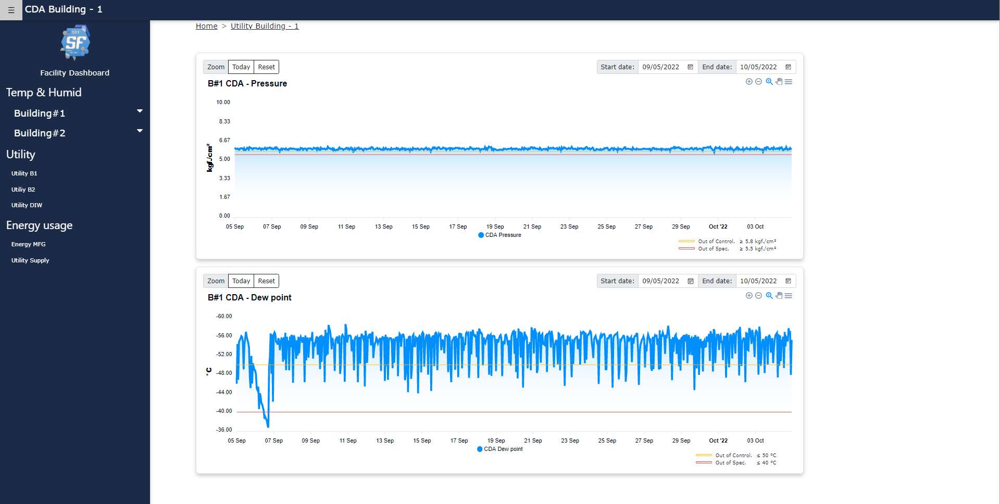 ☰ CDA Building - 1
SDT
SF
SMART FACTORY
Facility Dashboard
Temp & Humid
Building#1
Building#2
Utility
Utility B1
Utiliy B2
Utility DIW
Energy usage
Energy MFG
Utility Supply
Home > Utility Building - 1
Zoom Today Reset Start date: 09/05/2022 End date: 10/05/2022
B#1 CDA - Pressure
kgf./cm²
10.00
8.33
6.67
5.00
3.33
1.67
0.00
05 Sep 07 Sep 09 Sep 11 Sep 13 Sep 15 Sep 17 Sep 19 Sep 21 Sep 23 Sep 25 Sep 27 Sep 29 Sep Oct '22 03 Oct
CDA Pressure
Out of Control. ≥ 5.8 kgf./cm²
Out of Spec. ≥ 5.5 kgf./cm²
Zoom Today Reset Start date: 09/05/2022 End date: 10/05/2022
B#1 CDA - Dew point
°C
-60.00
-56.00
-52.00
-48.00
-44.00
-40.00
-36.00
05 Sep 07 Sep 09 Sep 11 Sep 13 Sep 15 Sep 17 Sep 19 Sep 21 Sep 23 Sep 25 Sep 27 Sep 29 Sep Oct '22 03 Oct
CDA Dew point
Out of Control. ≤ 50 °C
Out of Spec. ≤ 40 °C